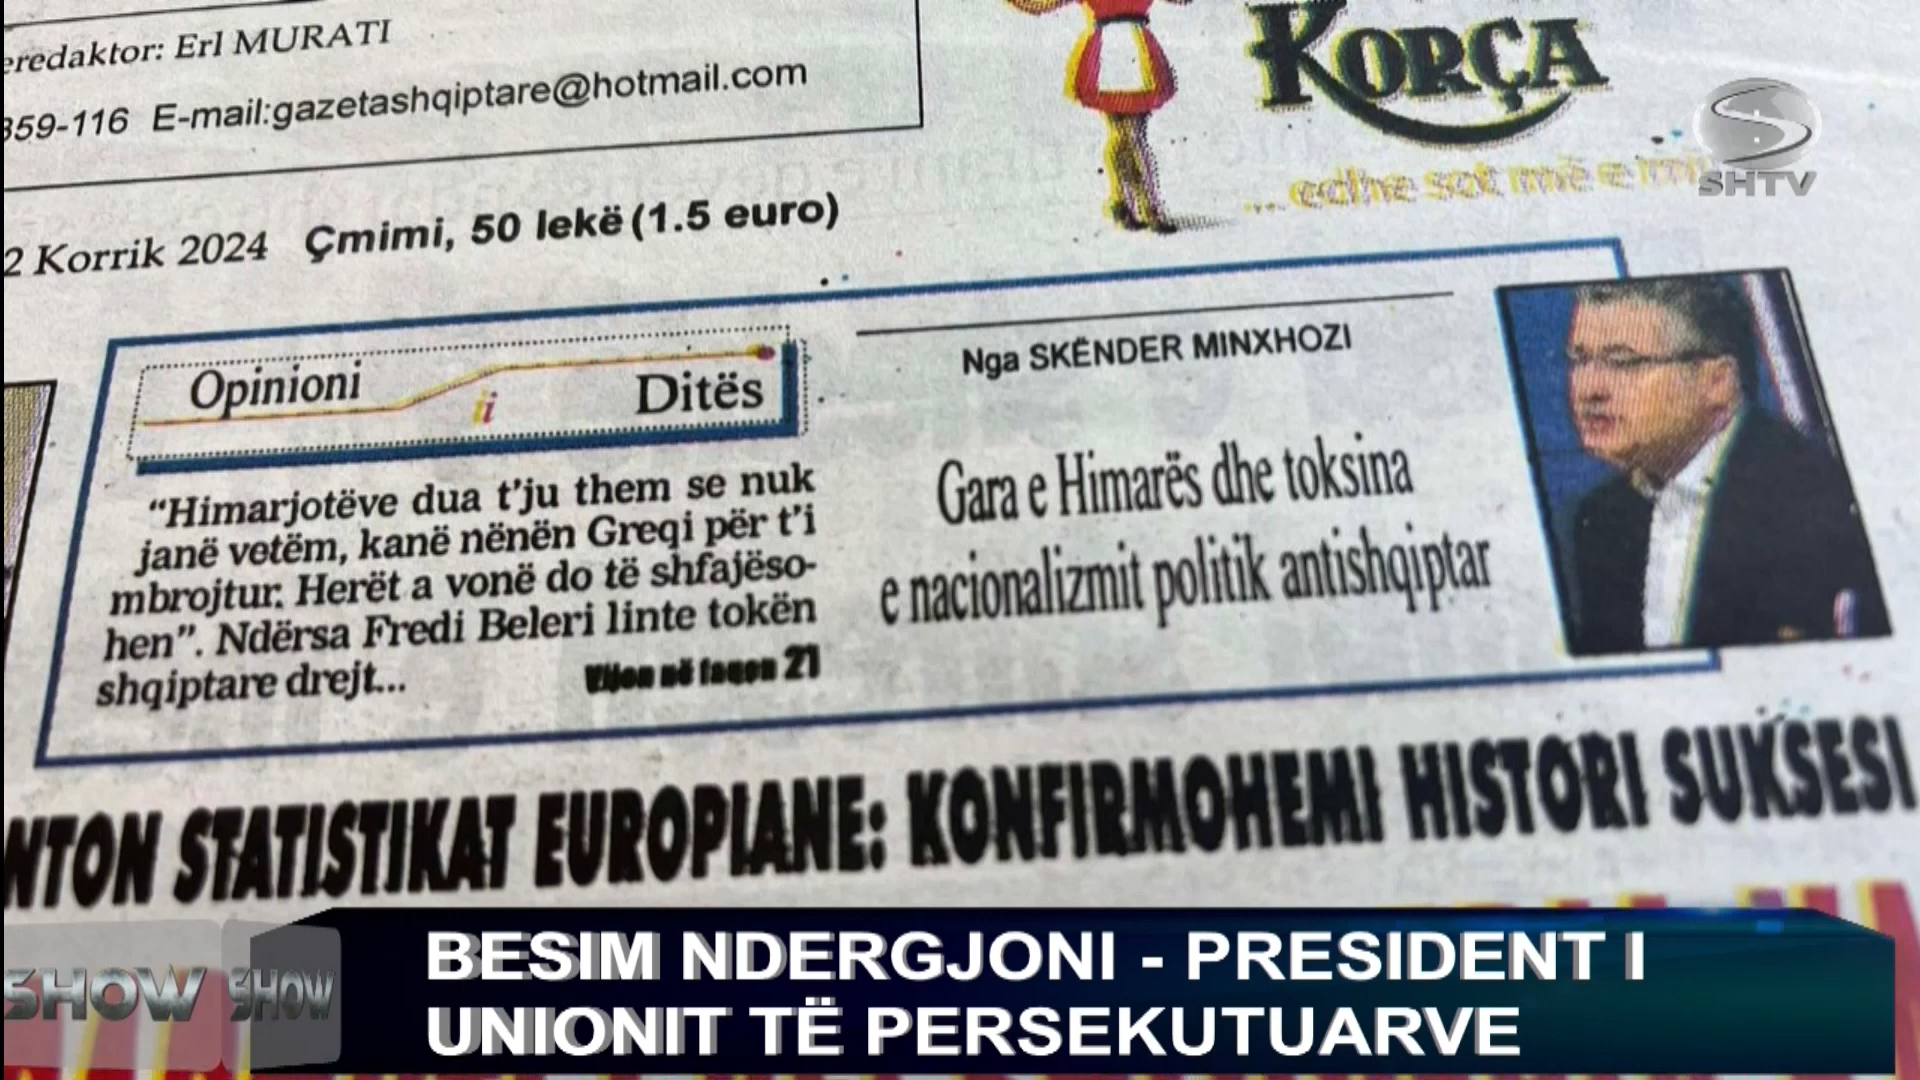 eredaktor: Erl MURATI
359-116 E-mail:gazetashqiptare@hotmail.com
KORÇA
...edhe sot më e mi
SHTV
2 Korrik 2024 Çmimi, 50 lekë (1.5 euro)
Opinioni i Ditës
Nga SKËNDER MINXHOZI
“Himarjotëve dua t’ju them se nuk
janë vetëm, kanë nënën Greqi për t’i
mbrojtur. Herët a vonë do të shfajëso-
hen”. Ndërsa Fredi Beleri linte tokën
shqiptare drejt...
Vijon në faqen 21
Gara e Himarës dhe toksina
e nacionalizmit politik antishqiptar
NTON STATISTIKAT EUROPIANE: KONFIRMOHEMI HISTORI SUKSESI
SHOW SHOW
BESIM NDERGJONI - PRESIDENT I
UNIONIT TË PERSEKUTUARVE